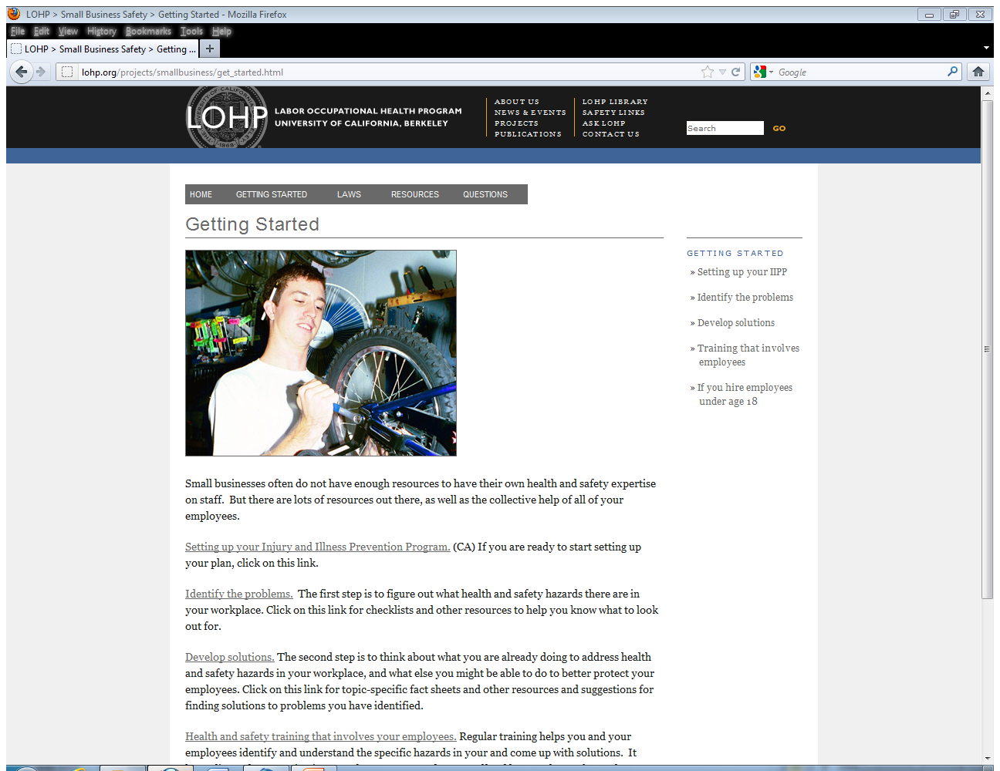 LOHP > Small Business Safety > Getting Started - Mozilla Firefox
File Edit View History Bookmarks Tools Help
LOHP > Small Business Safety > Getting ...
lohp.org/projects/smallbusiness/get_started.html
Google
LOHP
LABOR OCCUPATIONAL HEALTH PROGRAM
UNIVERSITY OF CALIFORNIA, BERKELEY
1868
ABOUT US
NEWS & EVENTS
PROJECTS
PUBLICATIONS
LOHP LIBRARY
SAFETY LINKS
ASK LOHP
CONTACT US
Search GO
HOME GETTING STARTED LAWS RESOURCES QUESTIONS
Getting Started
Small businesses often do not have enough resources to have their own health and safety expertise
on staff. But there are lots of resources out there, as well as the collective help of all of your
employees.
Setting up your Injury and Illness Prevention Program. (CA) If you are ready to start setting up
your plan, click on this link.
Identify the problems. The first step is to figure out what health and safety hazards there are in
your workplace. Click on this link for checklists and other resources to help you know what to look
out for.
Develop solutions. The second step is to think about what you are already doing to address health
and safety hazards in your workplace, and what else you might be able to do to better protect your
employees. Click on this link for topic-specific fact sheets and other resources and suggestions for
finding solutions to problems you have identified.
Health and safety training that involves your employees. Regular training helps you and your
employees identify and understand the specific hazards in your and come up with solutions. It
GETTING STARTED
» Setting up your IIPP
» Identify the problems
» Develop solutions
» Training that involves
employees
» If you hire employees
under age 18